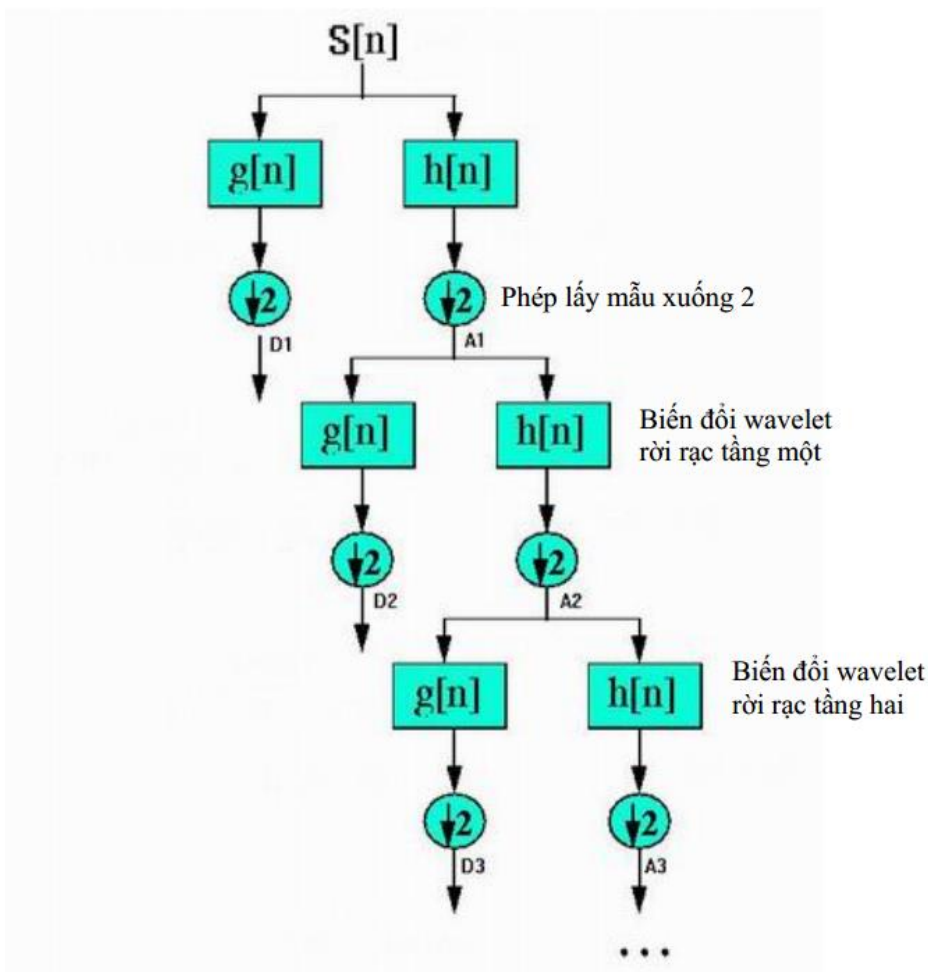 S[n]
g[n]
h[n]
2
2
Phép lấy mẫu xuống 2
D1
A1
g[n]
h[n]
Biến đổi wavelet
rời rạc tầng một
2
2
D2
A2
g[n]
h[n]
Biến đổi wavelet
rời rạc tầng hai
2
2
D3
A3
...